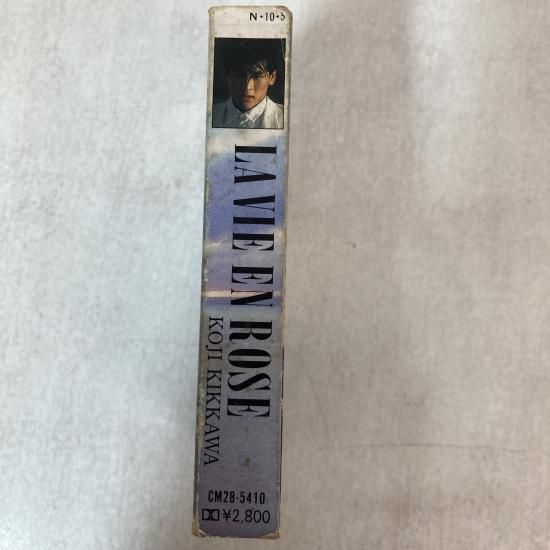 N•10•5
LA VIE EN ROSE
KOJI KIKKAWA
CM28-5410
¥2,800